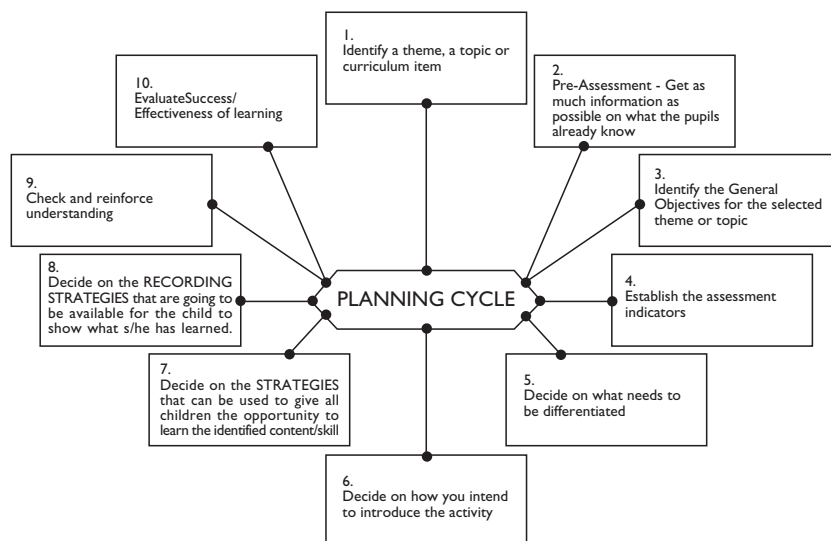 1.
Identify a theme, a topic or
curriculum item
2.
Pre-Assessment - Get as
much information as
possible on what the pupils
already know
3.
Identify the General
Objectives for the selected
theme or topic
4.
Establish the assessment
indicators
5.
Decide on what needs to
be differentiated
6.
Decide on how you intend
to introduce the activity
7.
Decide on the STRATEGIES
that can be used to give all
children the opportunity to
learn the identified content/skill
8.
Decide on the RECORDING
STRATEGIES that are going to
be available for the child to
show what s/he has learned.
9.
Check and reinforce
understanding
10.
EvaluateSuccess/
Effectiveness of learning
PLANNING CYCLE